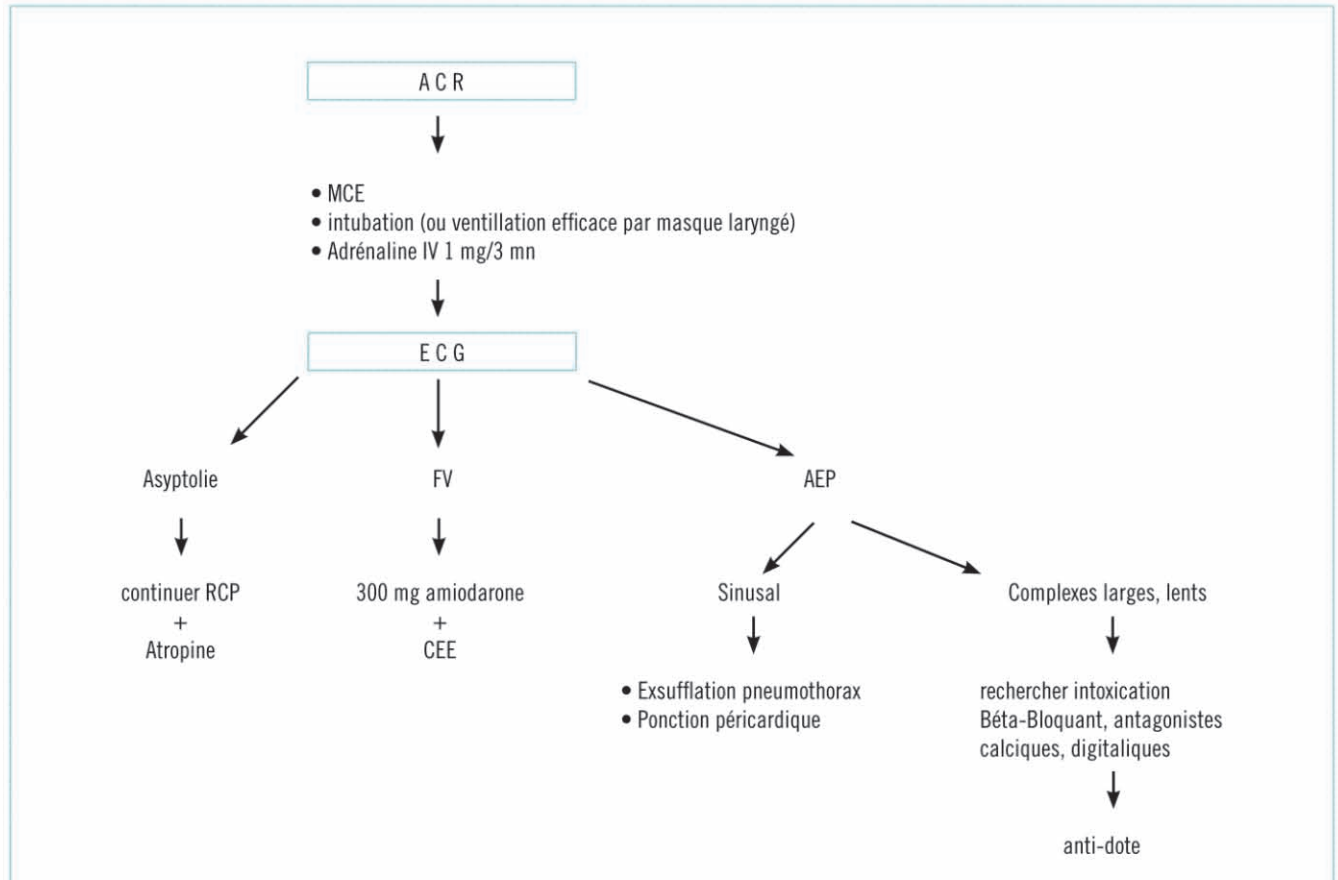 A C R
• MCE
• intubation (ou ventillation efficace par masque laryngé)
• Adrénaline IV 1 mg/3 mn
E C G
Asyptolie
FV
AEP
continuer RCP
+
Atropine
300 mg amiodarone
+
CEE
Sinusal
Complexes larges, lents
• Exsufflation pneumothorax
• Ponction péricardique
rechercher intoxication
Béta-Bloquant, antagonistes
calciques, digitaliques
anti-dote